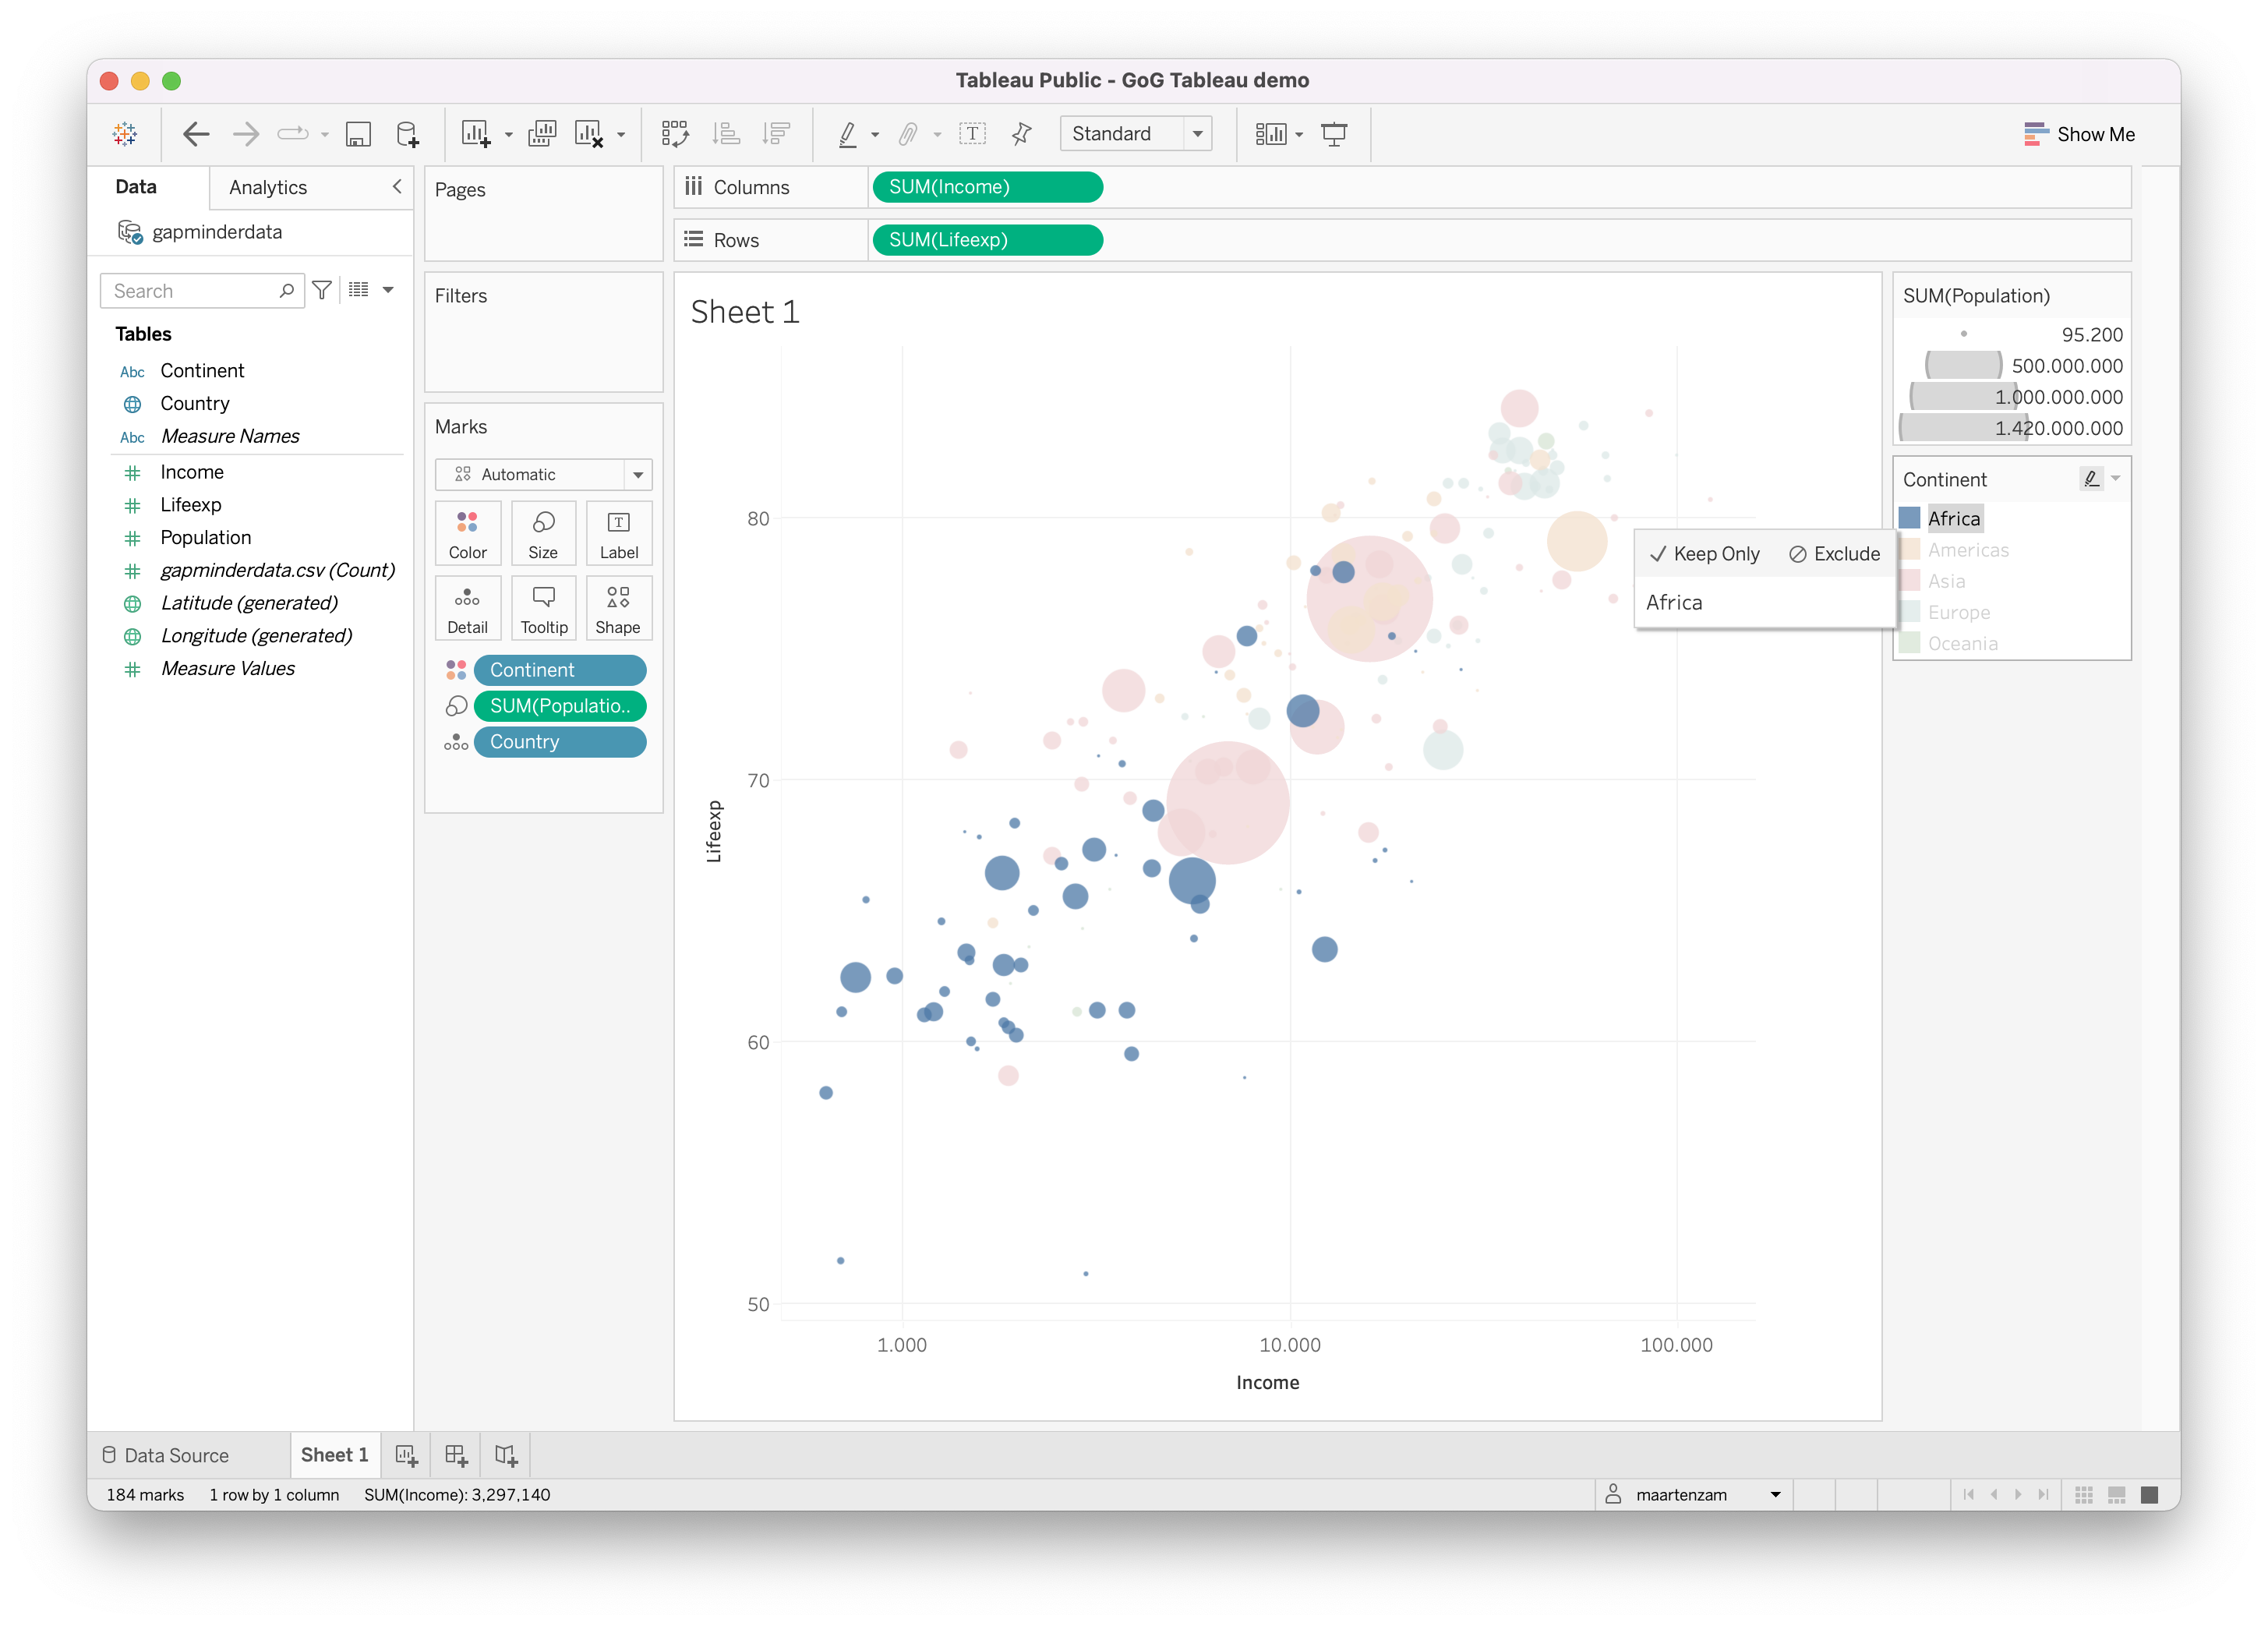 Tableau Public - GoG Tableau demo
Standard
Show Me
Data
Analytics
gapminderdata
Search
Tables
Abc Continent
Country
Abc Measure Names
Income
Lifeexp
Population
gapminderdata.csv (Count)
Latitude (generated)
Longitude (generated)
Measure Values
Pages
Filters
Marks
Automatic
Color
Size
T
Label
Detail
Tooltip
Shape
Continent
SUM(Populatio..
Country
Columns
SUM(Income)
Rows
SUM(Lifeexp)
Sheet 1
80
70
60
50
Lifeexp
1.000
10.000
100.000
Income
Keep Only
Exclude
Africa
SUM(Population)
95.200
500.000.000
1.000.000.000
1.420.000.000
Continent
Africa
Americas
Asia
Europe
Oceania
Data Source
Sheet 1
184 marks
1 row by 1 column
SUM(Income): 3,297,140
maartenzam